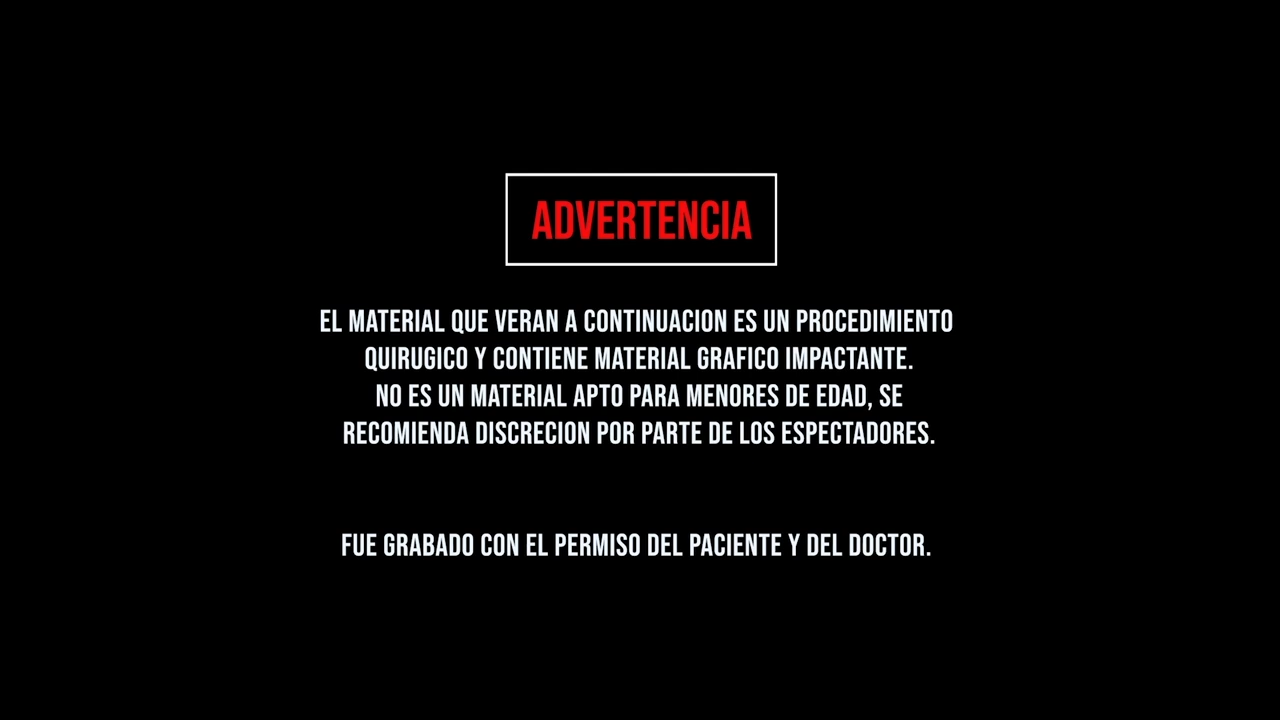 ADVERTENCIA
EL MATERIAL QUE VERAN A CONTINUACION ES UN PROCEDIMIENTO
QUIRUGICO Y CONTIENE MATERIAL GRAFICO IMPACTANTE.
NO ES UN MATERIAL APTO PARA MENORES DE EDAD, SE
RECOMIENDA DISCRECION POR PARTE DE LOS ESPECTADORES.
FUE GRABADO CON EL PERMISO DEL PACIENTE Y DEL DOCTOR.